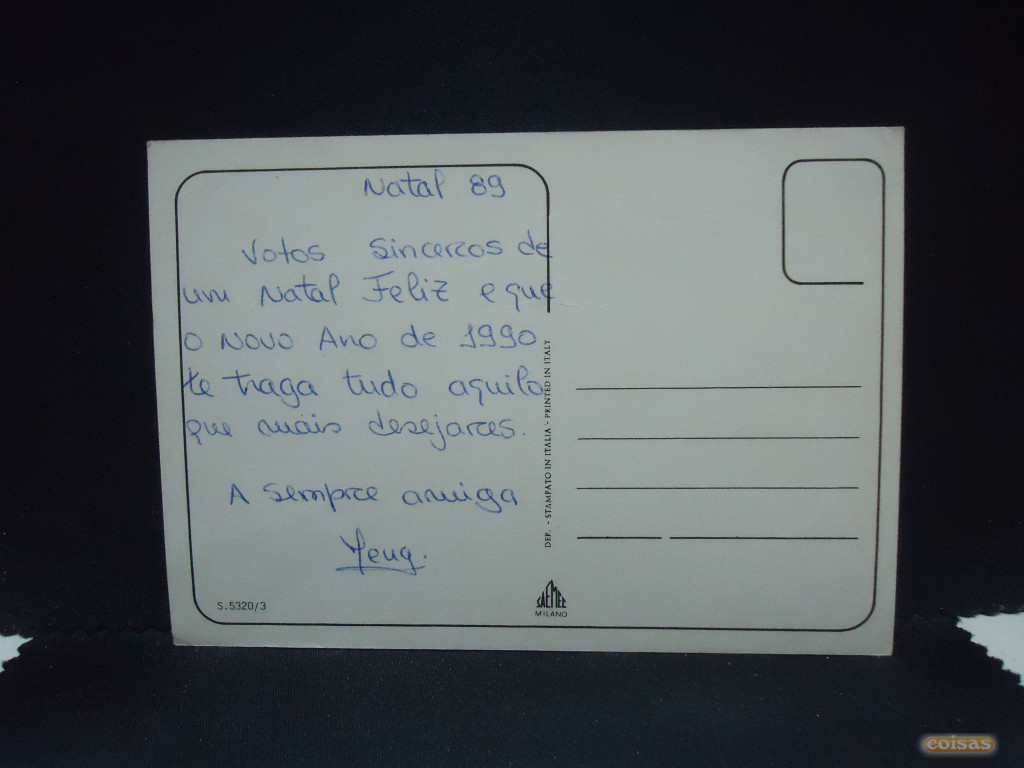 Natal 89
Votos sinceros de
um Natal Feliz e que
o Novo Ano de 1990
te traga tudo aquilo
que mais desejares.
A sempre amiga
DEP. - STAMPATO IN ITALIA - PRINTED IN ITALY
S.5320/3
SAEMEC
MILANO
coisas